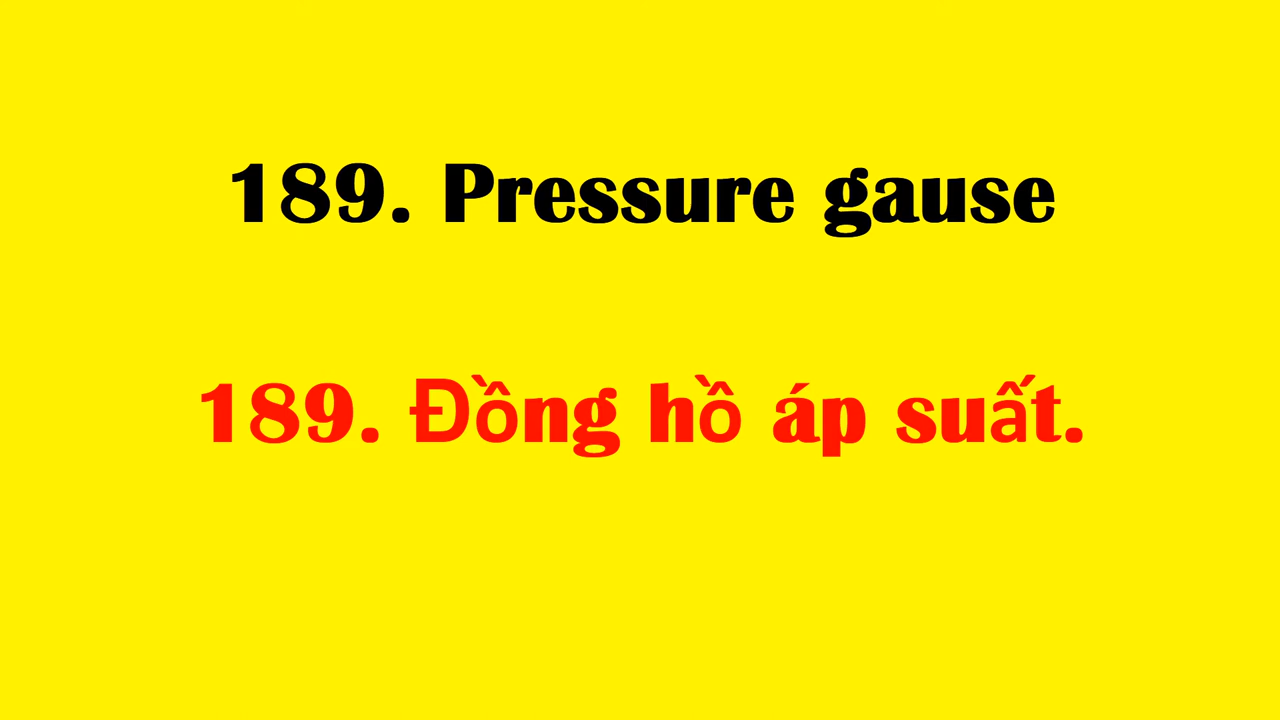 189. Pressure gause
189. Đồng hồ áp suất.